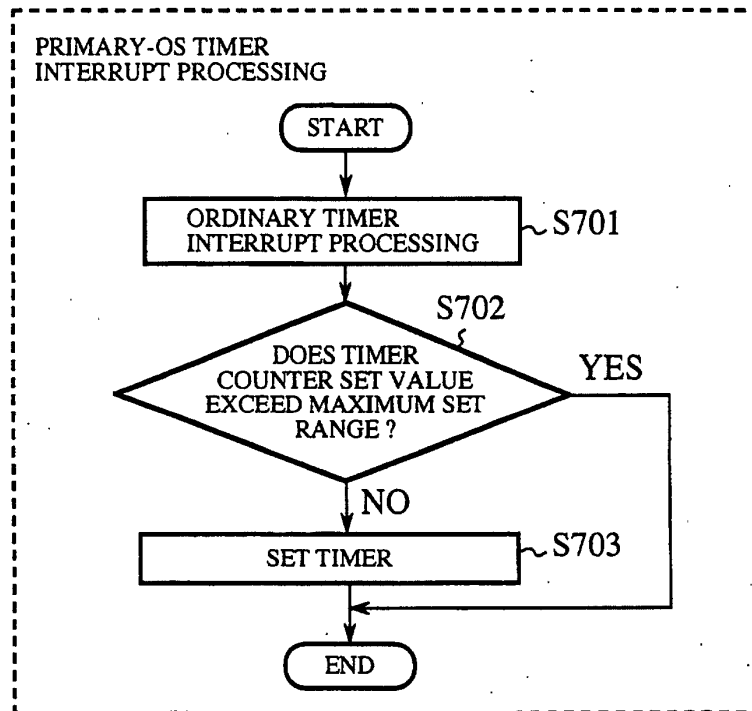 PRIMARY-OS TIMER
INTERRUPT PROCESSING
START
ORDINARY TIMER
INTERRUPT PROCESSING
S701
S702
DOES TIMER
COUNTER SET VALUE
EXCEED MAXIMUM SET
RANGE ?
YES
NO
SET TIMER
S703
END